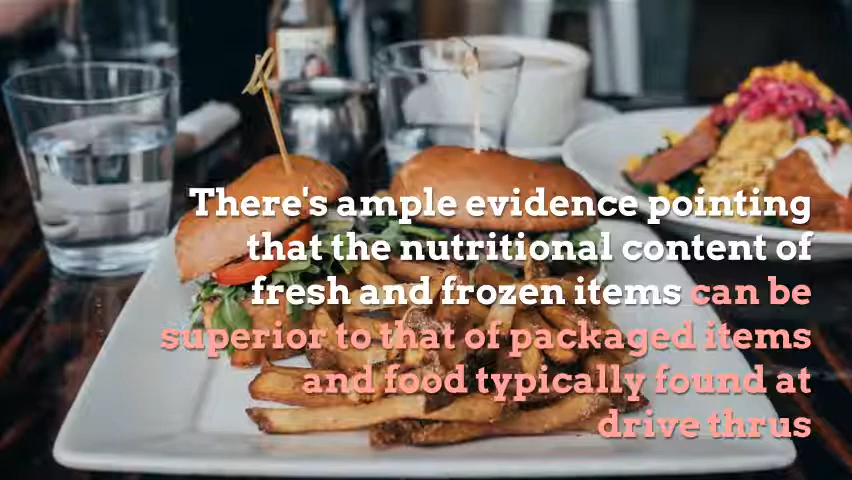 There's ample evidence pointing
that the nutritional content of
fresh and frozen items can be
superior to that of packaged items
and food typically found at
drive thrus